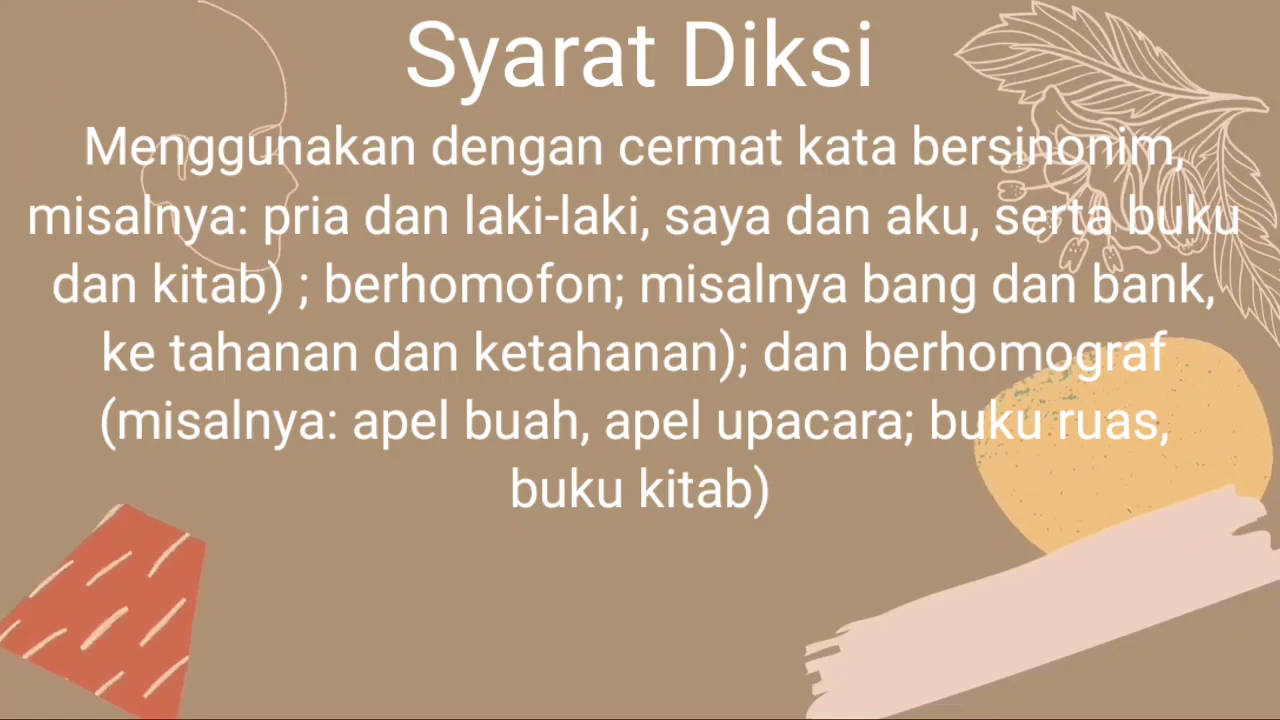 Syarat Diksi
Menggunakan dengan cermat kata bersinonim,
misalnya: pria dan laki-laki, saya dan aku, serta buku
dan kitab) ; berhomofon; misalnya bang dan bank,
ke tahanan dan ketahanan); dan berhomograf
(misalnya: apel buah, apel upacara; buku ruas,
buku kitab)